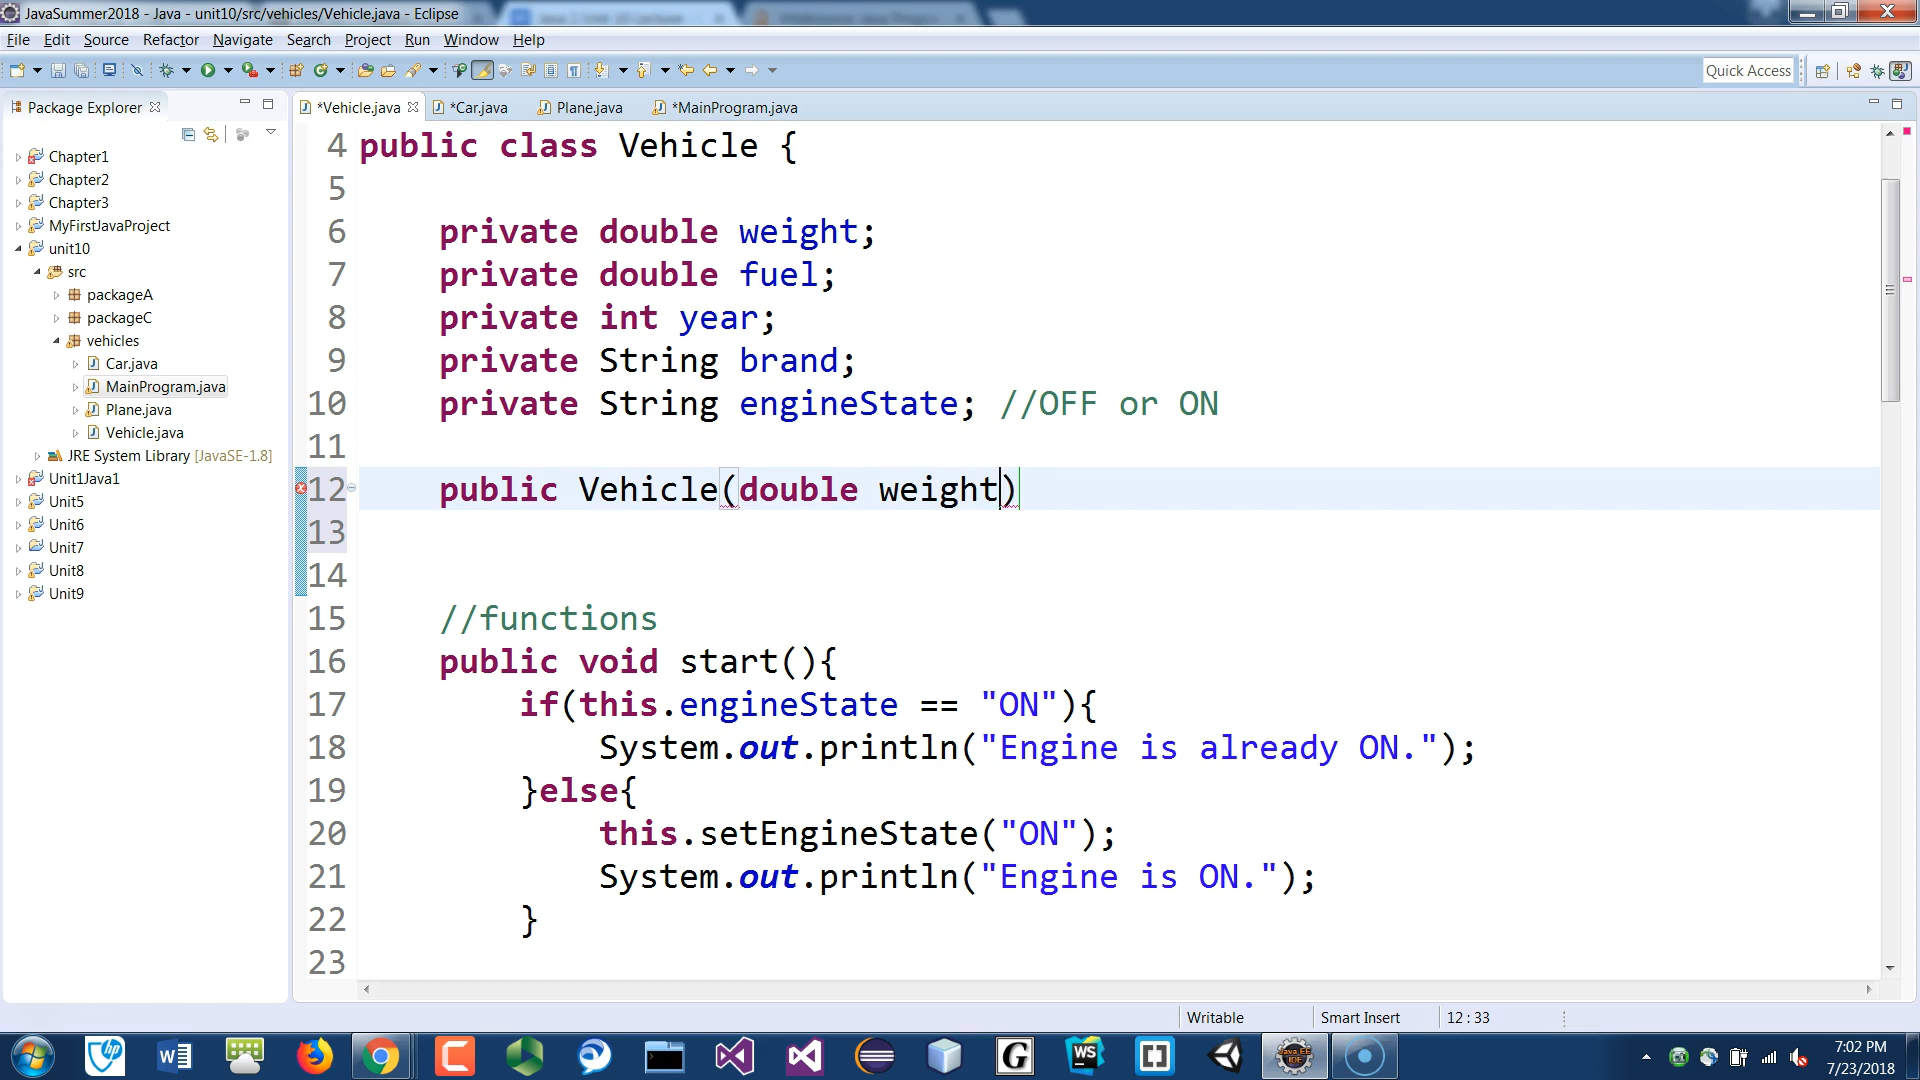 JavaSummer2018 - Java - unit10/src/vehicles/Vehicle.java - Eclipse
File Edit Source Refactor Navigate Search Project Run Window Help
Quick Access
Package Explorer
*Vehicle.java *Car.java Plane.java *MainProgram.java
Chapter1
Chapter2
Chapter3
MyFirstJavaProject
unit10
src
packageA
packageC
vehicles
Car.java
MainProgram.java
Plane.java
Vehicle.java
JRE System Library [JavaSE-1.8]
Unit1Java1
Unit5
Unit6
Unit7
Unit8
Unit9
4 public class Vehicle {
5
6 private double weight;
7 private double fuel;
8 private int year;
9 private String brand;
10 private String engineState; //OFF or ON
11
12 public Vehicle(double weight)
13
14
15 //functions
16 public void start(){
17 if(this.engineState == "ON"){
18 System.out.println("Engine is already ON.");
19 }else{
20 this.setEngineState("ON");
21 System.out.println("Engine is ON.");
22 }
23
Writable Smart Insert 12 : 33
7:02 PM
7/23/2018